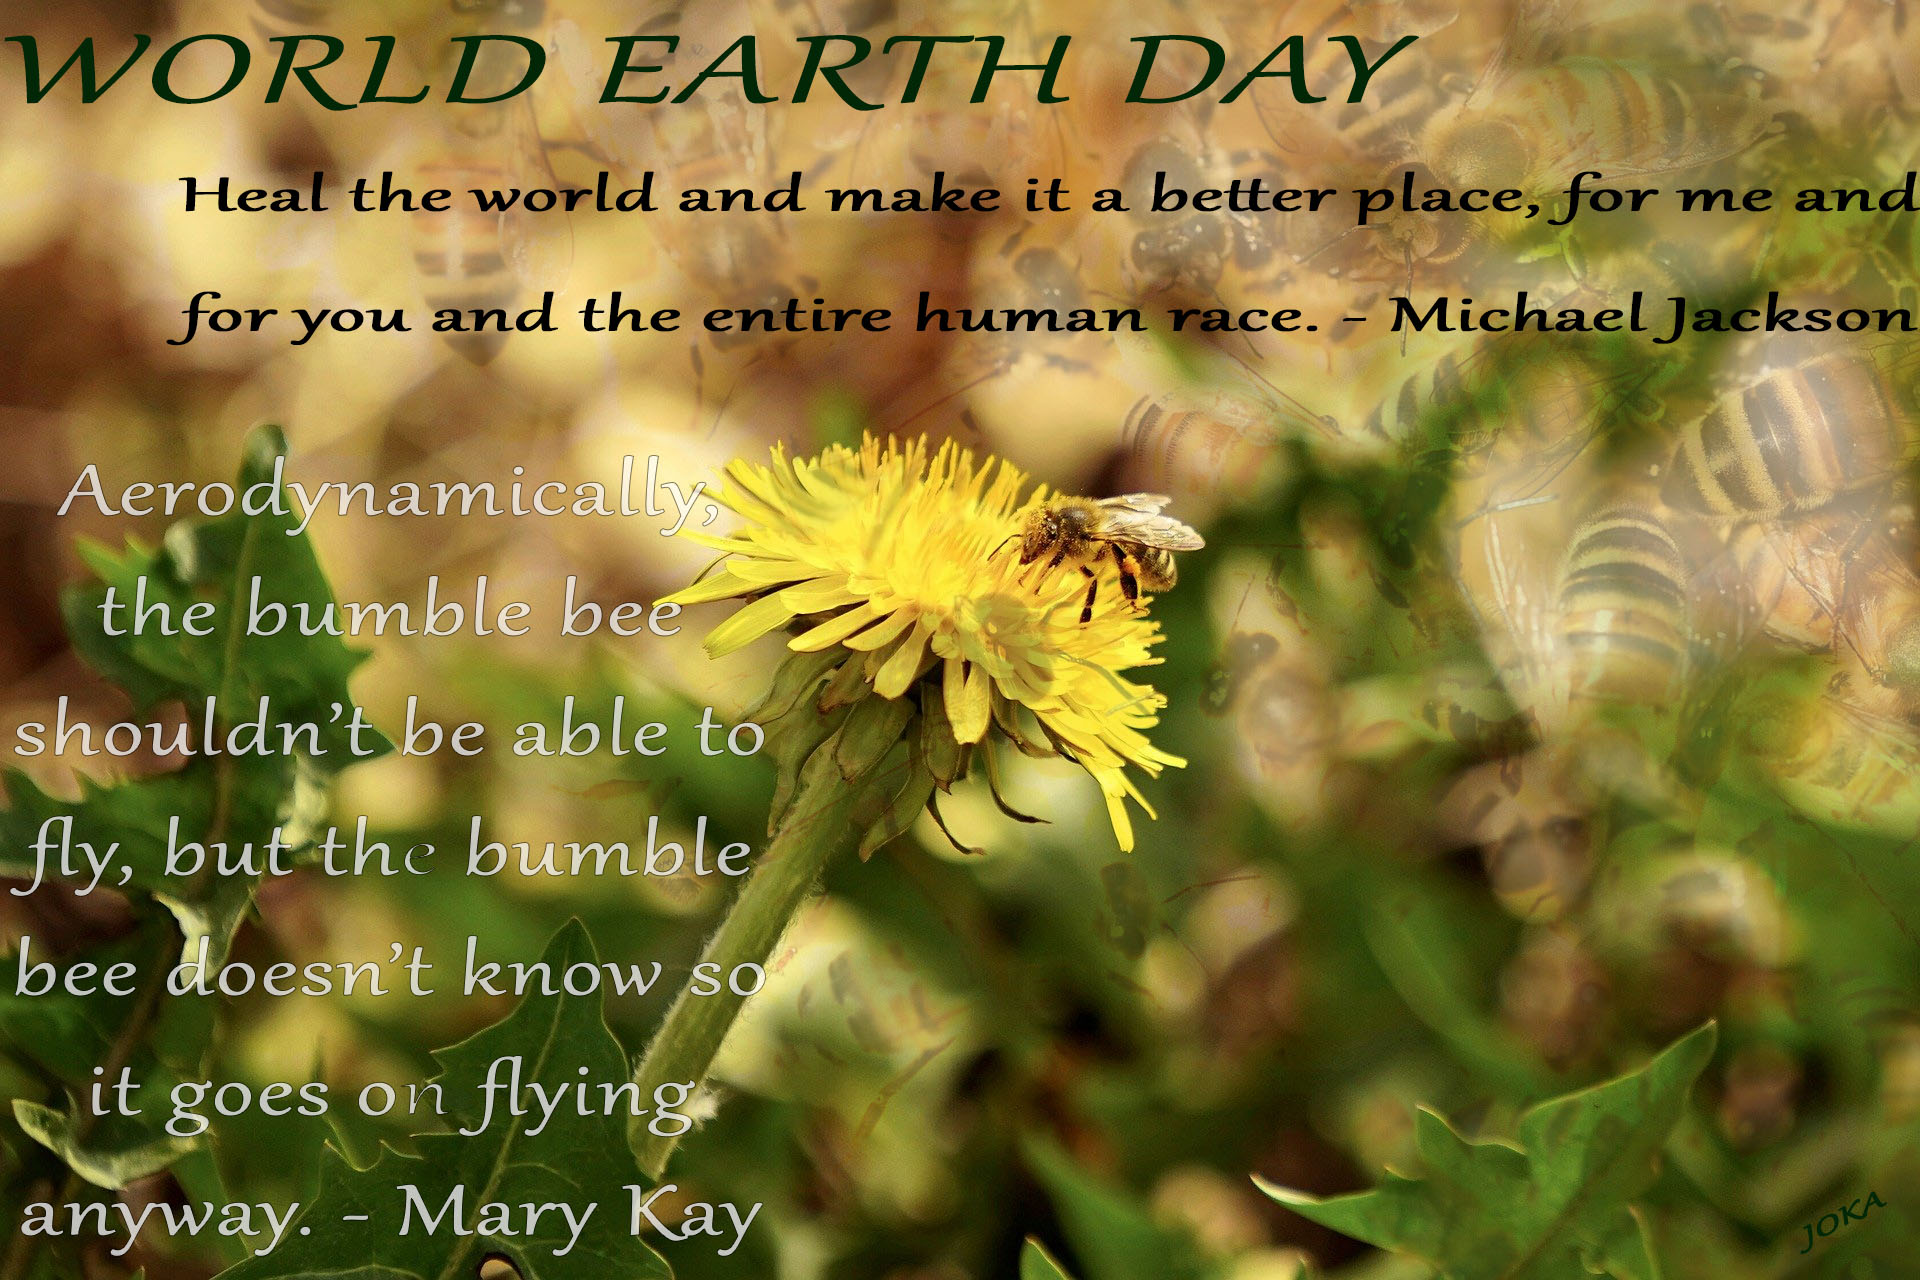 WORLD EARTH DAY
Heal the world and make it a better place, for me and
for you and the entire human race. - Michael Jackson
Aerodynamically,
the bumble bee
shouldn’t be able to
fly, but the bumble
bee doesn’t know so
it goes on flying
anyway. - Mary Kay
JOKA